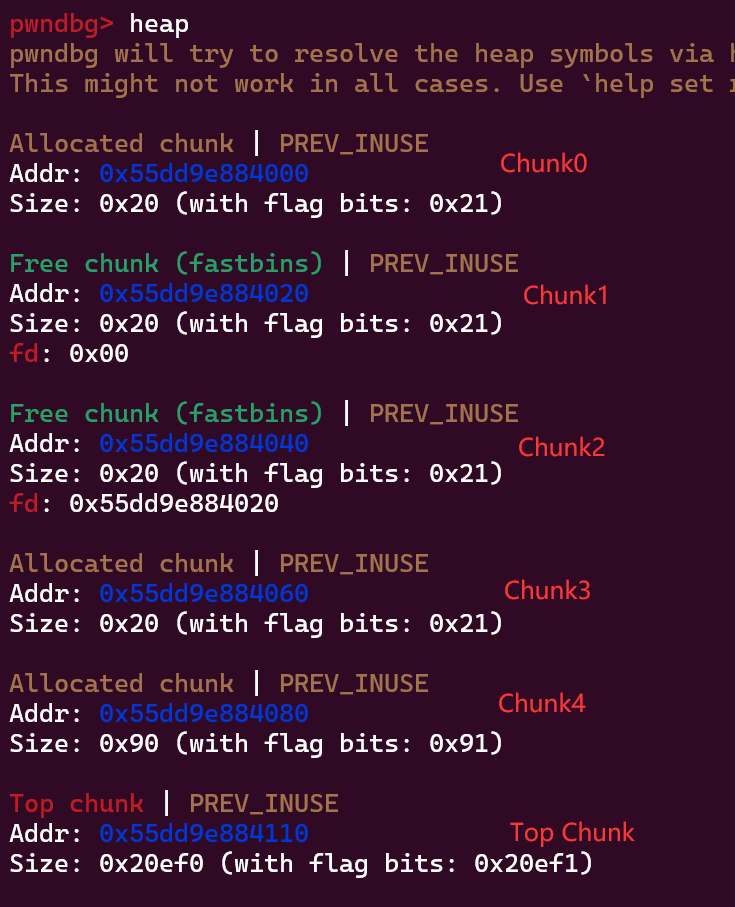 pwndbg> heap
pwndbg will try to resolve the heap symbols via
This might not work in all cases. Use `help set
Allocated chunk | PREV_INUSE
Addr: 0x55dd9e884000
Size: 0x20 (with flag bits: 0x21)
Chunk0
Free chunk (fastbins) | PREV_INUSE
Addr: 0x55dd9e884020
Size: 0x20 (with flag bits: 0x21)
fd: 0x00
Chunk1
Free chunk (fastbins) | PREV_INUSE
Addr: 0x55dd9e884040
Size: 0x20 (with flag bits: 0x21)
fd: 0x55dd9e884020
Chunk2
Allocated chunk | PREV_INUSE
Addr: 0x55dd9e884060
Size: 0x20 (with flag bits: 0x21)
Chunk3
Allocated chunk | PREV_INUSE
Addr: 0x55dd9e884080
Size: 0x90 (with flag bits: 0x91)
Chunk4
Top chunk | PREV_INUSE
Addr: 0x55dd9e884110
Size: 0x20ef0 (with flag bits: 0x20ef1)
Top Chunk